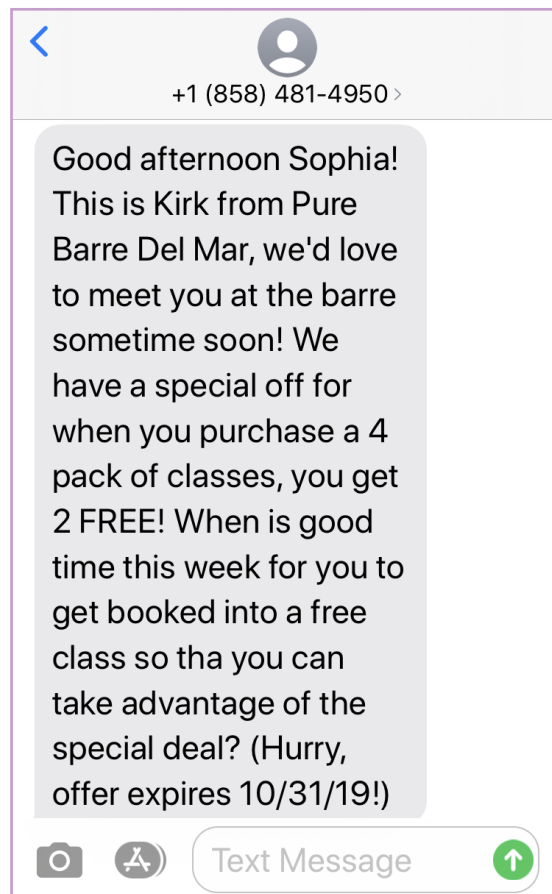 +1 (858) 481-4950 >
Good afternoon Sophia!
This is Kirk from Pure
Barre Del Mar, we'd love
to meet you at the barre
sometime soon! We
have a special off for
when you purchase a 4
pack of classes, you get
2 FREE! When is good
time this week for you to
get booked into a free
class so tha you can
take advantage of the
special deal? (Hurry,
offer expires 10/31/19!)
Text Message